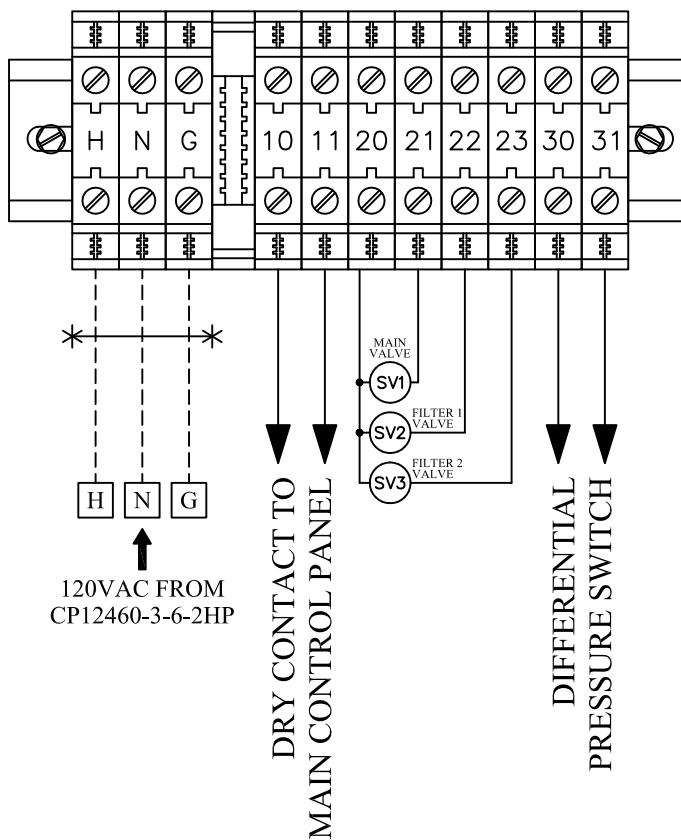 H N G 10 11 20 21 22 23 30 31
MAIN
VALVE
SV1
FILTER 1
VALVE
SV2
FILTER 2
VALVE
SV3
H N G
120VAC FROM
CP12460-3-6-2HP
DRY CONTACT TO
MAIN CONTROL PANEL
DIFFERENTIAL
PRESSURE SWITCH